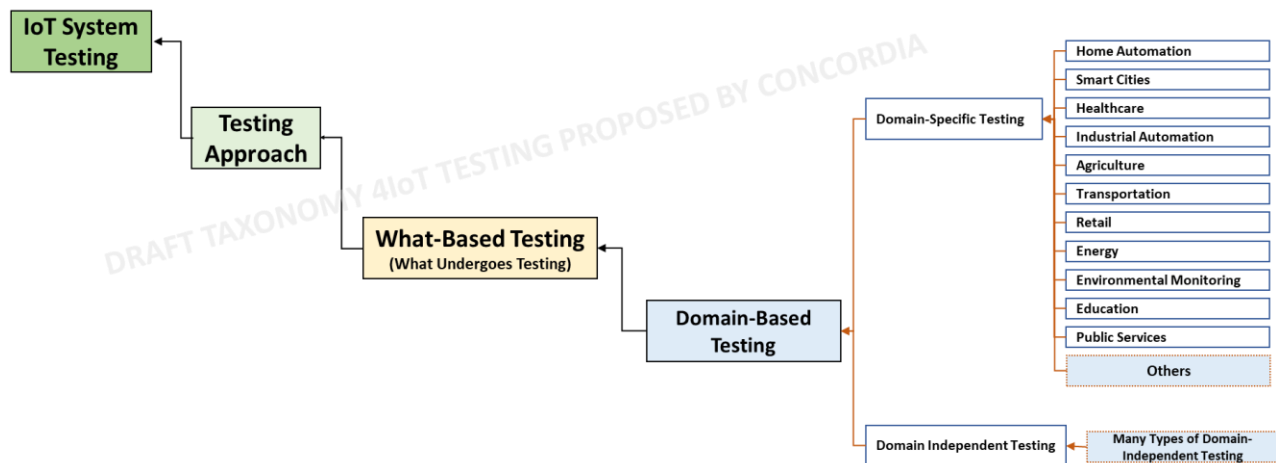 IoT System
Testing
Testing
Approach
What-Based Testing
(What Undergoes Testing)
Domain-Based
Testing
Domain-Specific Testing
Home Automation
Smart Cities
Healthcare
Industrial Automation
Agriculture
Transportation
Retail
Energy
Environmental Monitoring
Education
Public Services
Others
Domain Independent Testing
Many Types of Domain-
Independent Testing
DRAFT TAXONOMY 4IoT TESTING PROPOSED BY CONCORDIA